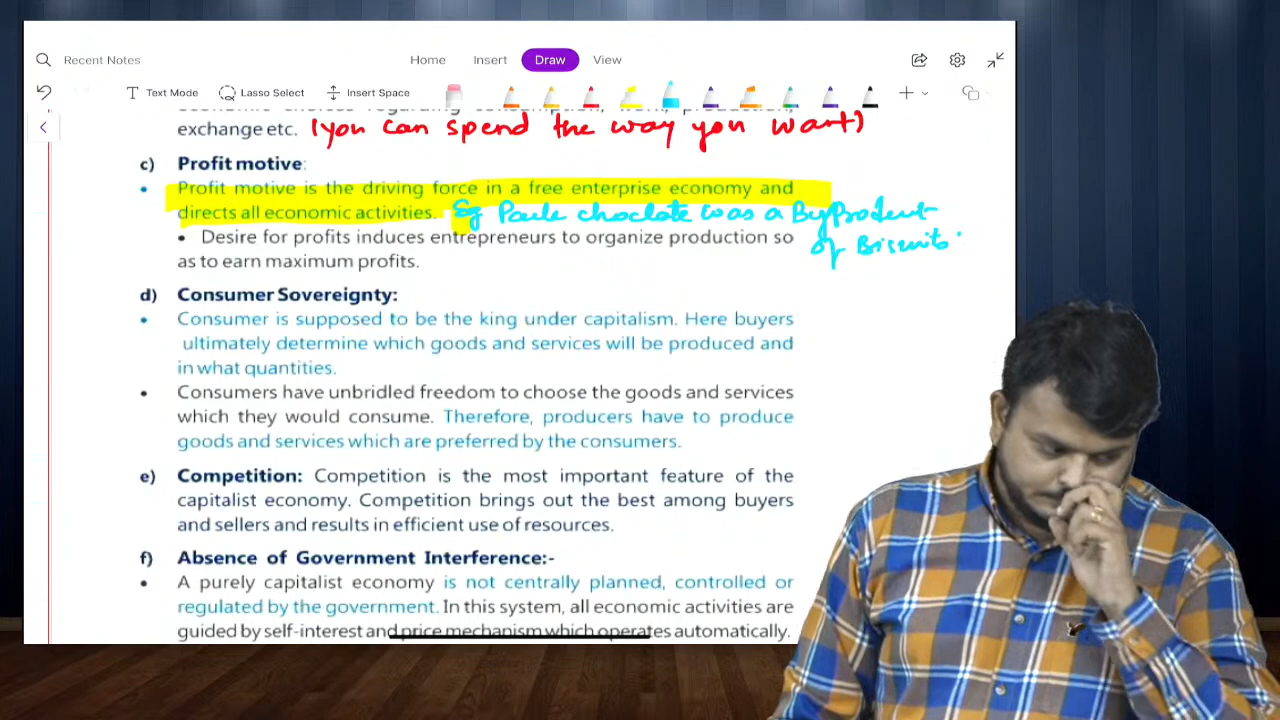 Recent Notes
Home Insert Draw View
Text Mode Lasso Select Insert Space
economic choices regarding consumption, work, production,
exchange etc. (you can spend the way you want)
c) Profit motive:
• Profit motive is the driving force in a free enterprise economy and
directs all economic activities. Eg Parle choclate was a ByProduct
of Biscuits.
• Desire for profits induces entrepreneurs to organize production so
as to earn maximum profits.
d) Consumer Sovereignty:
• Consumer is supposed to be the king under capitalism. Here buyers
ultimately determine which goods and services will be produced and
in what quantities.
• Consumers have unbridled freedom to choose the goods and services
which they would consume. Therefore, producers have to produce
goods and services which are preferred by the consumers.
e) Competition: Competition is the most important feature of the
capitalist economy. Competition brings out the best among buyers
and sellers and results in efficient use of resources.
f) Absence of Government Interference:-
• A purely capitalist economy is not centrally planned, controlled or
regulated by the government. In this system, all economic activities are
guided by self-interest and price mechanism which operates automatically.